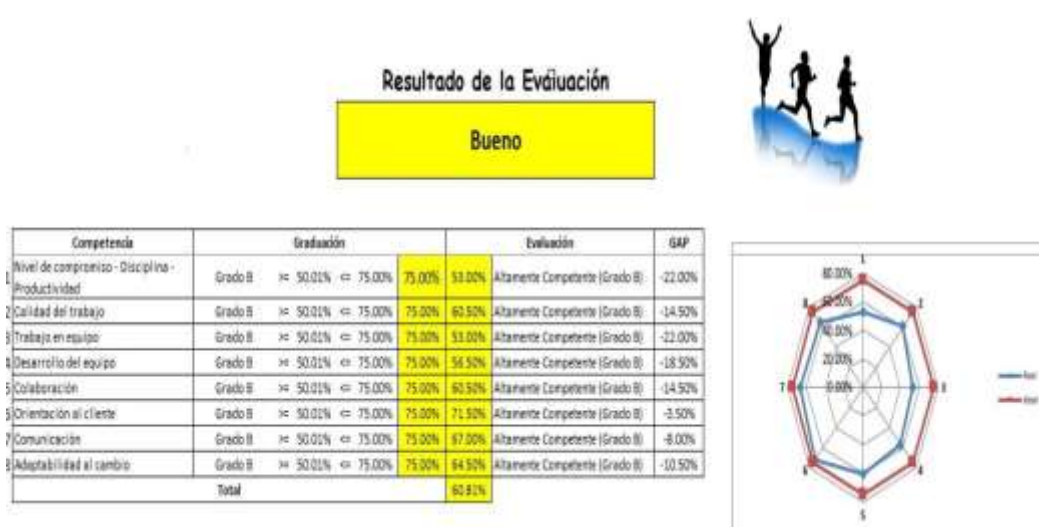 Resultado de la Evaluación
Bueno
Competencia Graduación Evaluación GAP
1 Nivel de compromiso - Disciplina - Productividad Grado B >= 50.01% <= 75.00% 75.00% 53.00% Altamente Competente (Grado B) -22.00%
2 Calidad del trabajo Grado B >= 50.01% <= 75.00% 75.00% 60.50% Altamente Competente (Grado B) -14.50%
3 Trabajo en equipo Grado B >= 50.01% <= 75.00% 75.00% 53.00% Altamente Competente (Grado B) -22.00%
4 Desarrollo del equipo Grado B >= 50.01% <= 75.00% 75.00% 56.50% Altamente Competente (Grado B) -18.50%
5 Colaboración Grado B >= 50.01% <= 75.00% 75.00% 60.50% Altamente Competente (Grado B) -14.50%
6 Orientación al cliente Grado B >= 50.01% <= 75.00% 75.00% 71.50% Altamente Competente (Grado B) -3.50%
7 Comunicación Grado B >= 50.01% <= 75.00% 75.00% 67.00% Altamente Competente (Grado B) -8.00%
8 Adaptabilidad al cambio Grado B >= 50.01% <= 75.00% 75.00% 64.50% Altamente Competente (Grado B) -10.50%
Total 60.81%
1
80.00%
8 60.00% 2
40.00%
20.00%
7 0.00% 3
6 4
5